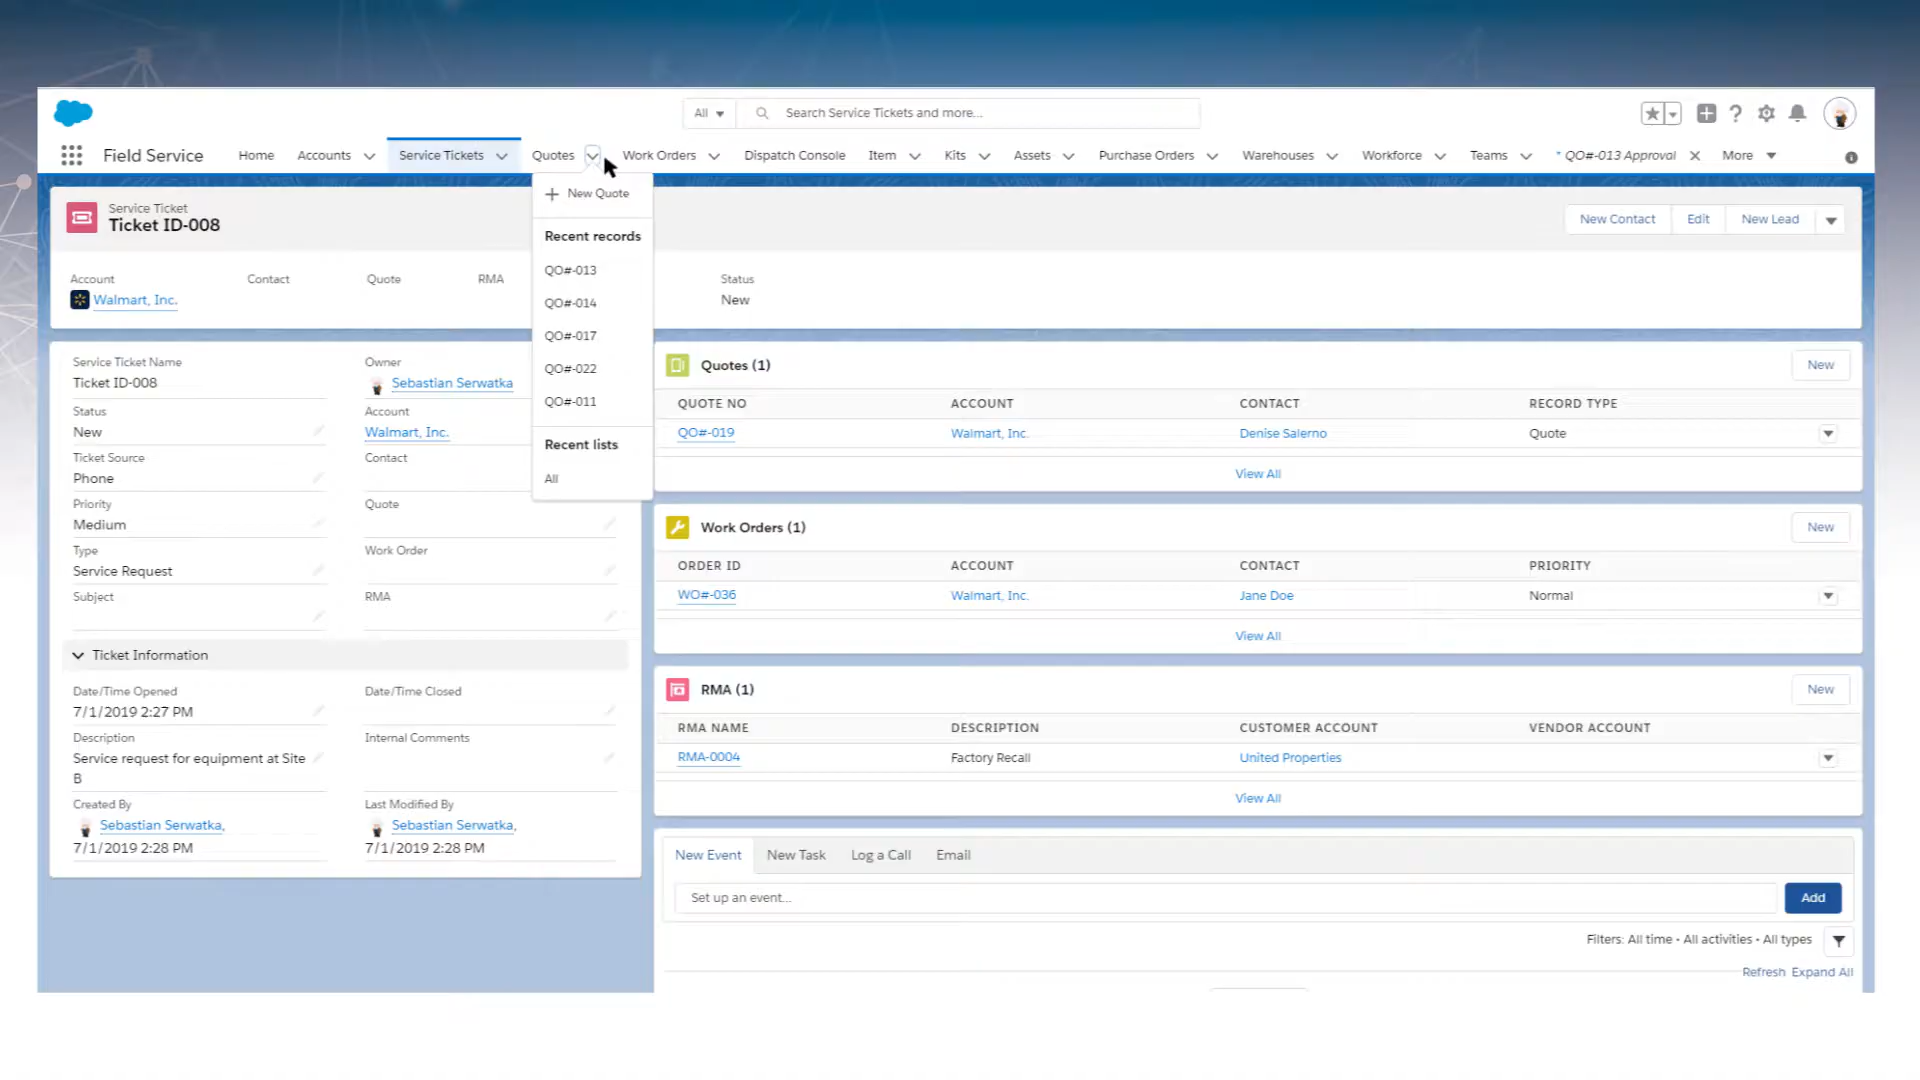 All
Search Service Tickets and more...
Field Service
Home
Accounts
Service Tickets
Quotes
Work Orders
Dispatch Console
Item
Kits
Assets
Purchase Orders
Warehouses
Workforce
Teams
* QO#-013 Approval
More
New Quote
Recent records
QO#-013
QO#-014
QO#-017
QO#-022
QO#-011
Recent lists
All
Service Ticket
Ticket ID-008
New Contact
Edit
New Lead
Account
Walmart, Inc.
Contact
Quote
RMA
Status
New
Service Ticket Name
Ticket ID-008
Owner
Sebastian Serwatka
Status
New
Account
Walmart, Inc.
Ticket Source
Phone
Contact
Priority
Medium
Quote
Type
Service Request
Work Order
Subject
RMA
Ticket Information
Date/Time Opened
7/1/2019 2:27 PM
Date/Time Closed
Description
Service request for equipment at Site
B
Internal Comments
Created By
Sebastian Serwatka,
7/1/2019 2:28 PM
Last Modified By
Sebastian Serwatka,
7/1/2019 2:28 PM
Quotes (1)
New
QUOTE NO
ACCOUNT
CONTACT
RECORD TYPE
QO#-019
Walmart, Inc.
Denise Salerno
Quote
View All
Work Orders (1)
New
ORDER ID
ACCOUNT
CONTACT
PRIORITY
WO#-036
Walmart, Inc.
Jane Doe
Normal
View All
RMA (1)
New
RMA NAME
DESCRIPTION
CUSTOMER ACCOUNT
VENDOR ACCOUNT
RMA-0004
Factory Recall
United Properties
View All
New Event
New Task
Log a Call
Email
Set up an event...
Add
Filters: All time • All activities • All types
Refresh
Expand All